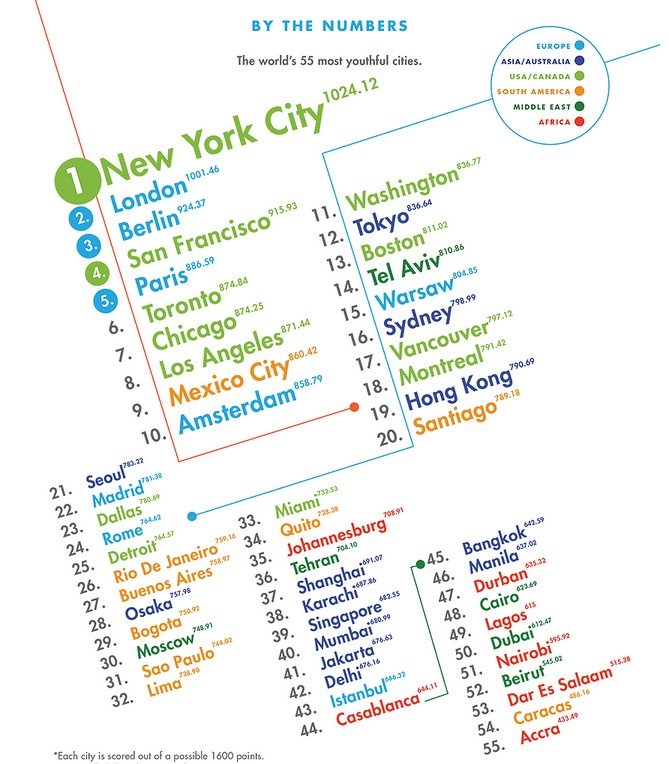 BY THE NUMBERS
The world's 55 most youthful cities.
EUROPE
ASIA/AUSTRALIA
USA/CANADA
SOUTH AMERICA
MIDDLE EAST
AFRICA
1 New York City 1024.12
2. London 1001.46
3. Berlin 924.37
4. San Francisco 915.93
5. Paris 886.59
6. Toronto 874.84
7. Chicago 874.25
8. Los Angeles 871.44
9. Mexico City 860.42
10. Amsterdam 858.79
11. Washington 836.77
12. Tokyo 836.64
13. Boston 811.02
14. Tel Aviv 810.86
15. Warsaw 804.85
16. Sydney 798.99
17. Vancouver 797.12
18. Montreal 791.42
19. Hong Kong 790.69
20. Santiago 789.18
21. Seoul 783.22
22. Madrid 781.38
23. Dallas 780.69
24. Rome 764.62
25. Detroit 764.57
26. Rio De Janeiro 759.16
27. Buenos Aires 758.97
28. Osaka 757.98
29. Bogota 750.92
30. Moscow 748.91
31. Sao Paulo 744.02
32. Lima 738.90
33. Miami 732.53
34. Quito 728.38
35. Johannesburg 708.91
36. Tehran 704.10
37. Shanghai 691.07
38. Karachi 687.86
39. Singapore 682.55
40. Mumbai 680.99
41. Jakarta 676.63
42. Delhi 676.16
43. Istanbul 666.32
44. Casablanca 644.11
45. Bangkok 642.59
46. Manila 637.02
47. Durban 635.32
48. Cairo 623.69
49. Lagos 615
50. Dubai 612.47
51. Nairobi 595.92
52. Beirut 545.02
53. Dar Es Salaam 515.38
54. Caracas 486.16
55. Accra 433.49
*Each city is scored out of a possible 1600 points.